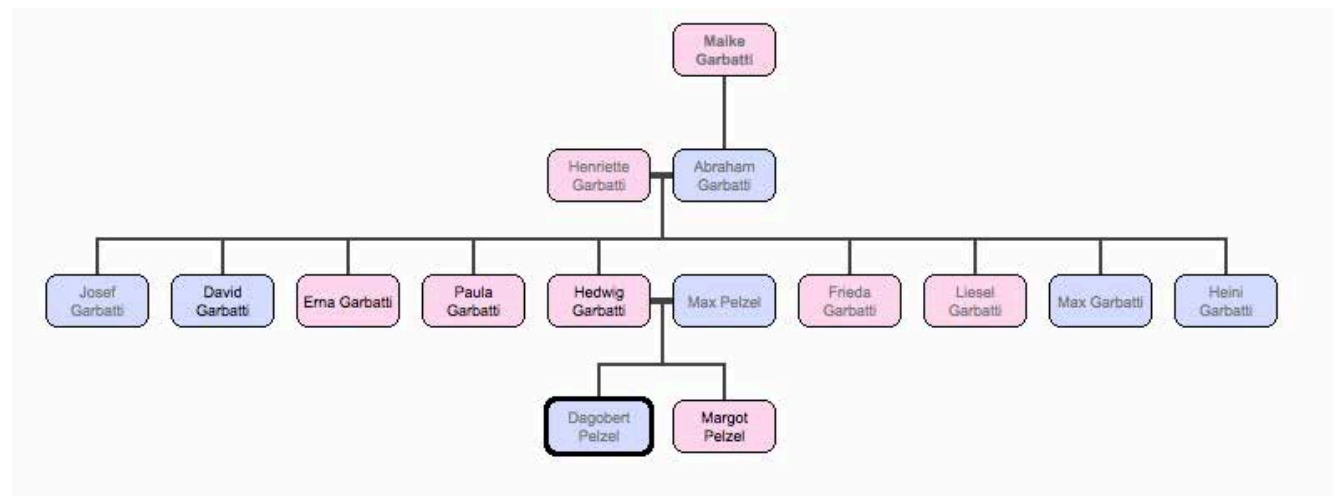 Maike
Garbatti
Henriette
Garbatti
Abraham
Garbatti
Josef
Garbatti
David
Garbatti
Erna Garbatti
Paula
Garbatti
Hedwig
Garbatti
Max Pelzel
Frieda
Garbatti
Liesel
Garbatti
Max Garbatti
Heini
Garbatti
Dagobert
Pelzel
Margot
Pelzel